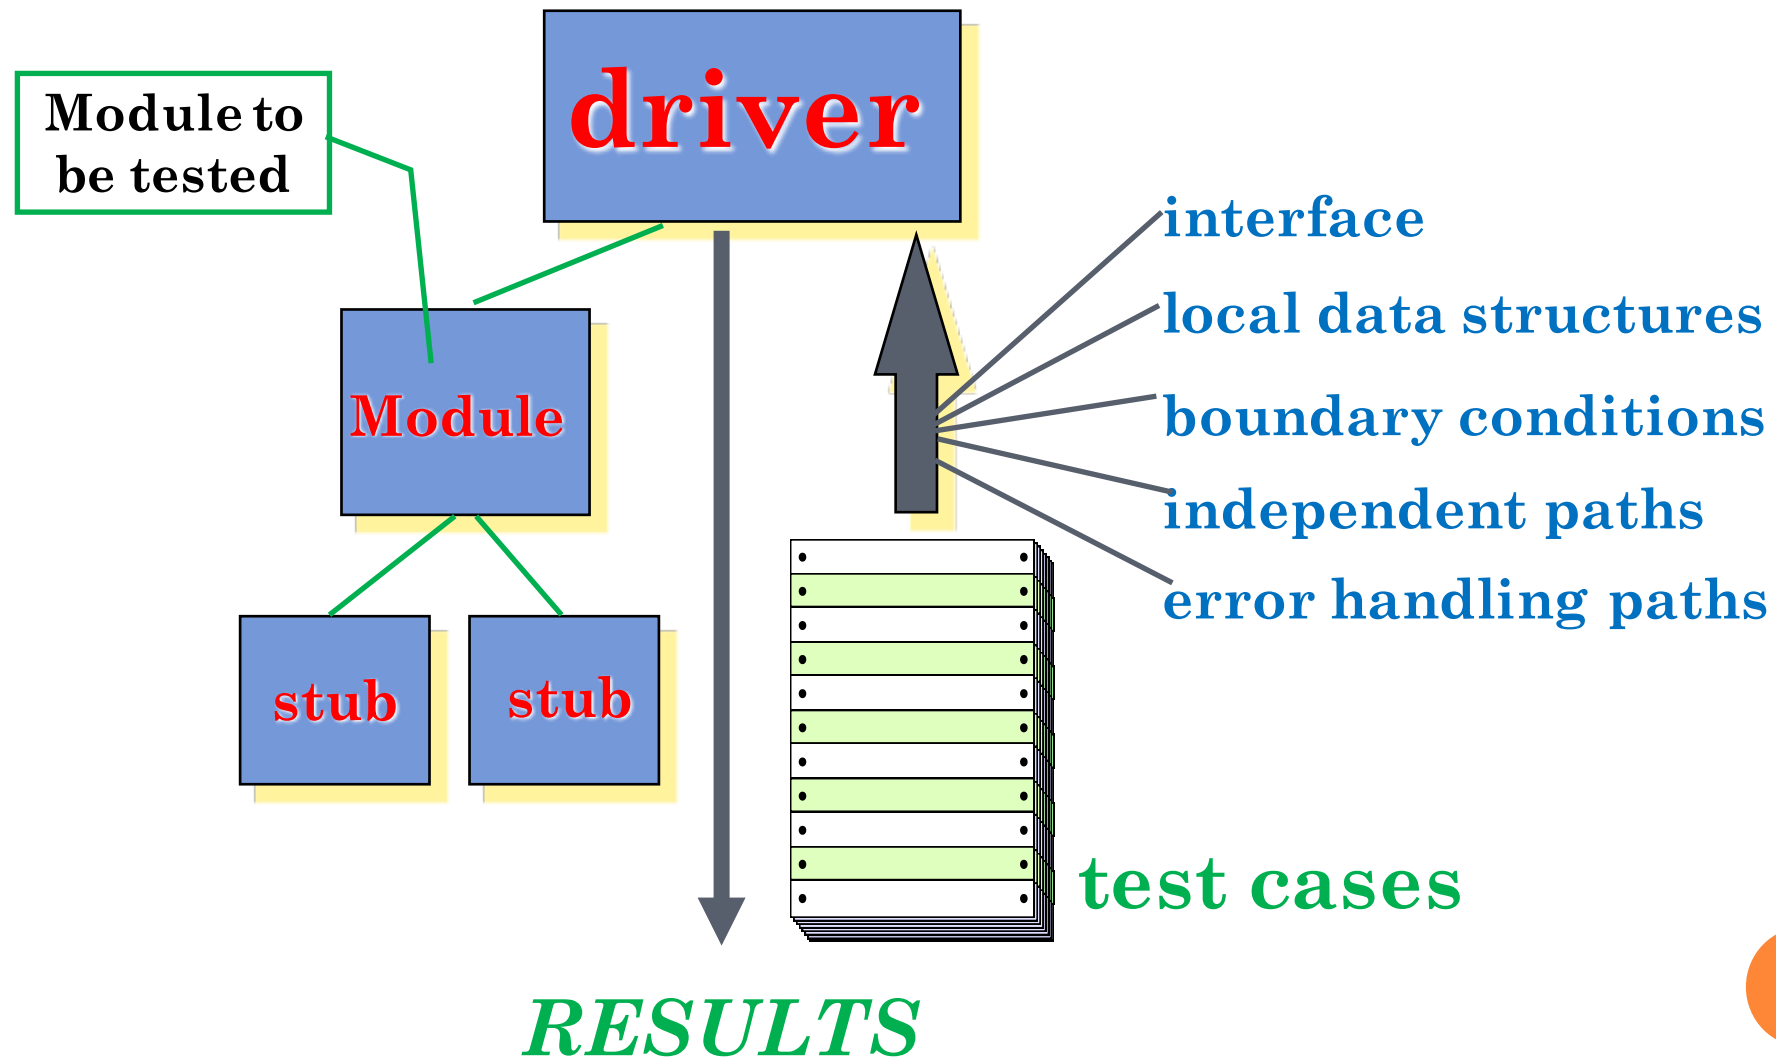 driver
Module to
be tested
interface
local data structures
Module
boundary conditions
independent paths
error handling paths
stub
stub
test cases
RESULTS